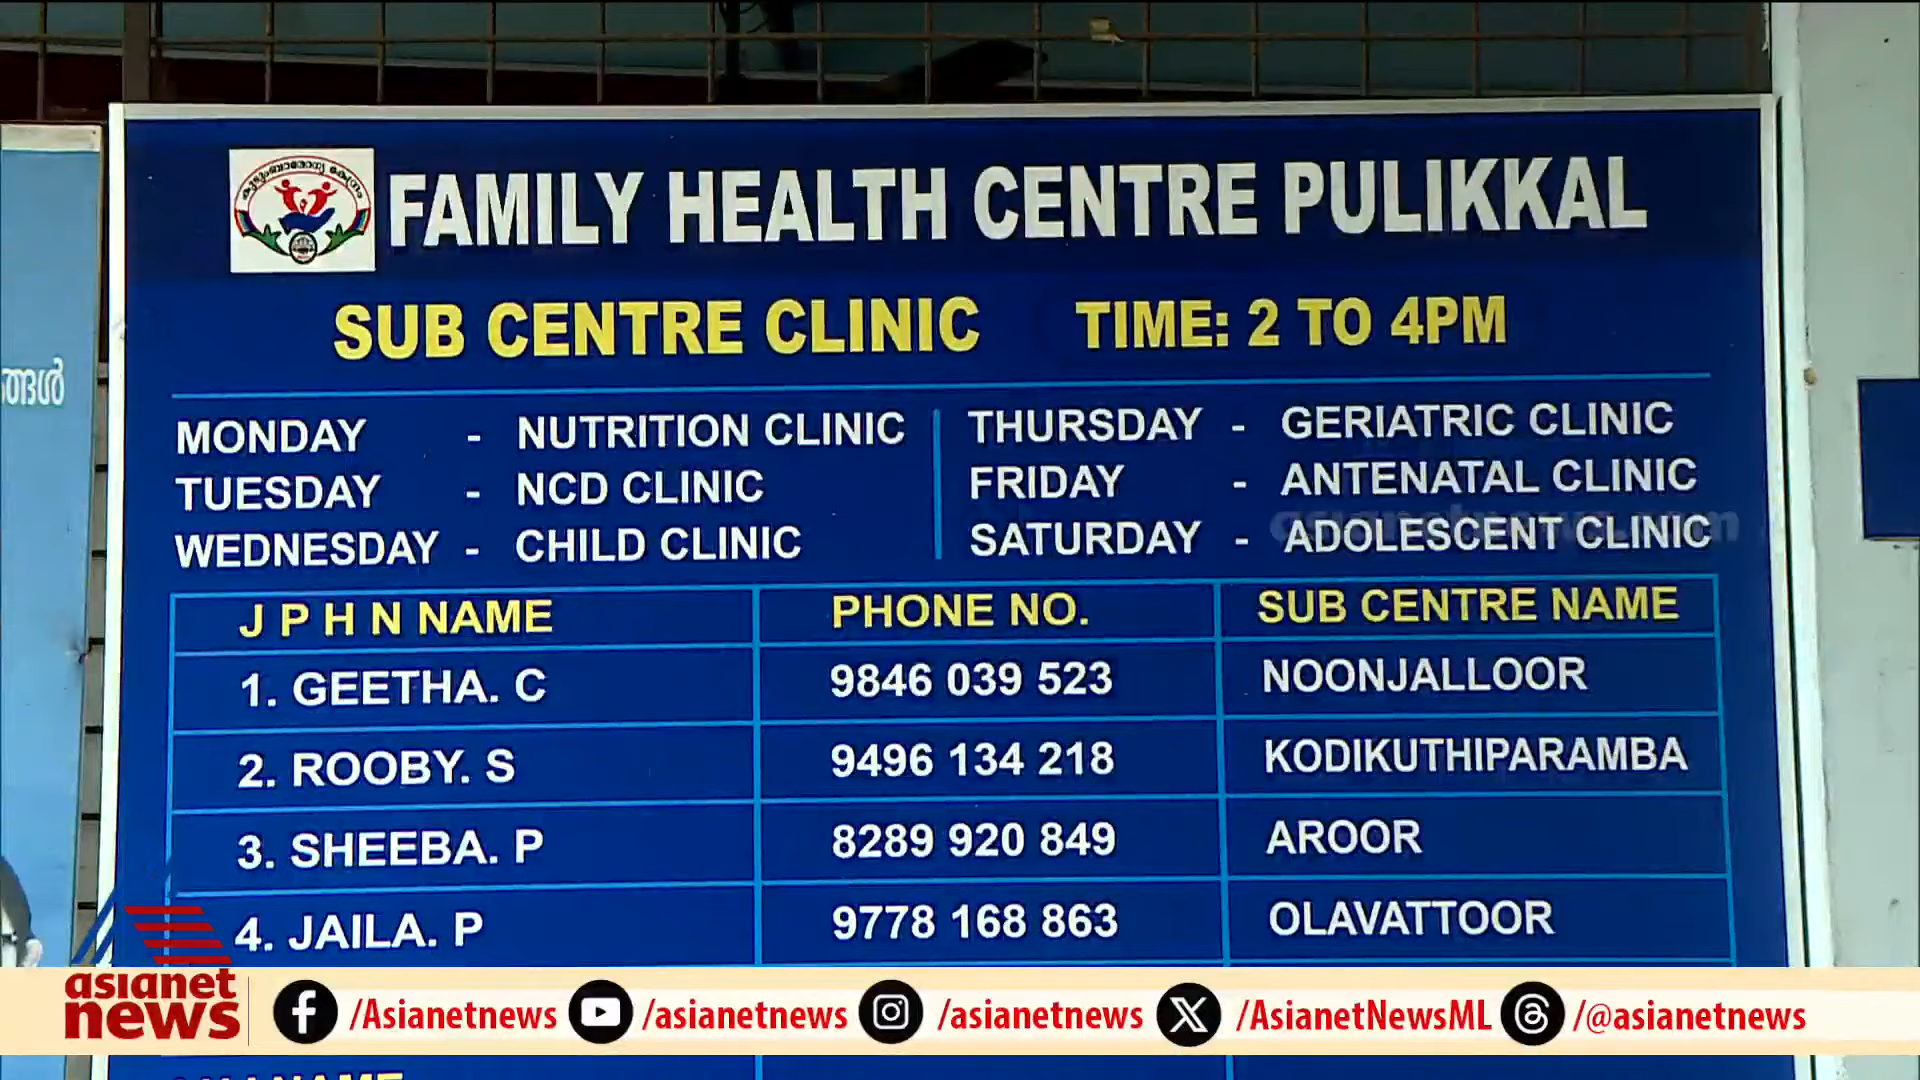 കുടുംബാരോഗ്യ കേന്ദ്രം
FAMILY HEALTH CENTRE PULIKKAL
SUB CENTRE CLINIC TIME: 2 TO 4PM
MONDAY - NUTRITION CLINIC THURSDAY - GERIATRIC CLINIC
TUESDAY - NCD CLINIC FRIDAY - ANTENATAL CLINIC
WEDNESDAY - CHILD CLINIC SATURDAY - ADOLESCENT CLINIC
asianetnews.com
J P H N NAME PHONE NO. SUB CENTRE NAME
1. GEETHA. C 9846 039 523 NOONJALLOOR
2. ROOBY. S 9496 134 218 KODIKUTHIPARAMBA
3. SHEEBA. P 8289 920 849 AROOR
4. JAILA. P 9778 168 863 OLAVATTOOR
asianet news /Asianetnews /asianetnews /asianetnews /AsianetNewsML /@asianetnews